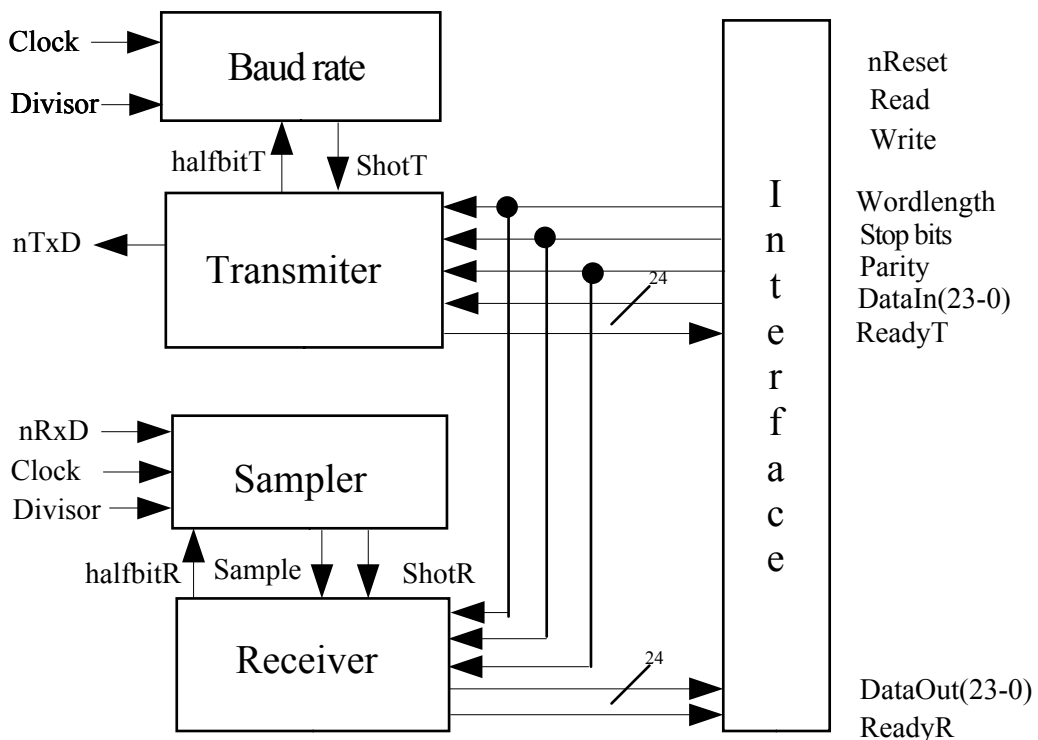 Clock
Baud rate
Divisor
halfbitT
ShotT
nTxD
Transmiter
24
nRxD
Clock
Divisor
Sampler
halfbitR
Sample
ShotR
Receiver
24
I
n
t
e
r
f
a
c
e
nReset
Read
Write
Wordlength
Stop bits
Parity
DataIn(23-0)
ReadyT
DataOut(23-0)
ReadyR